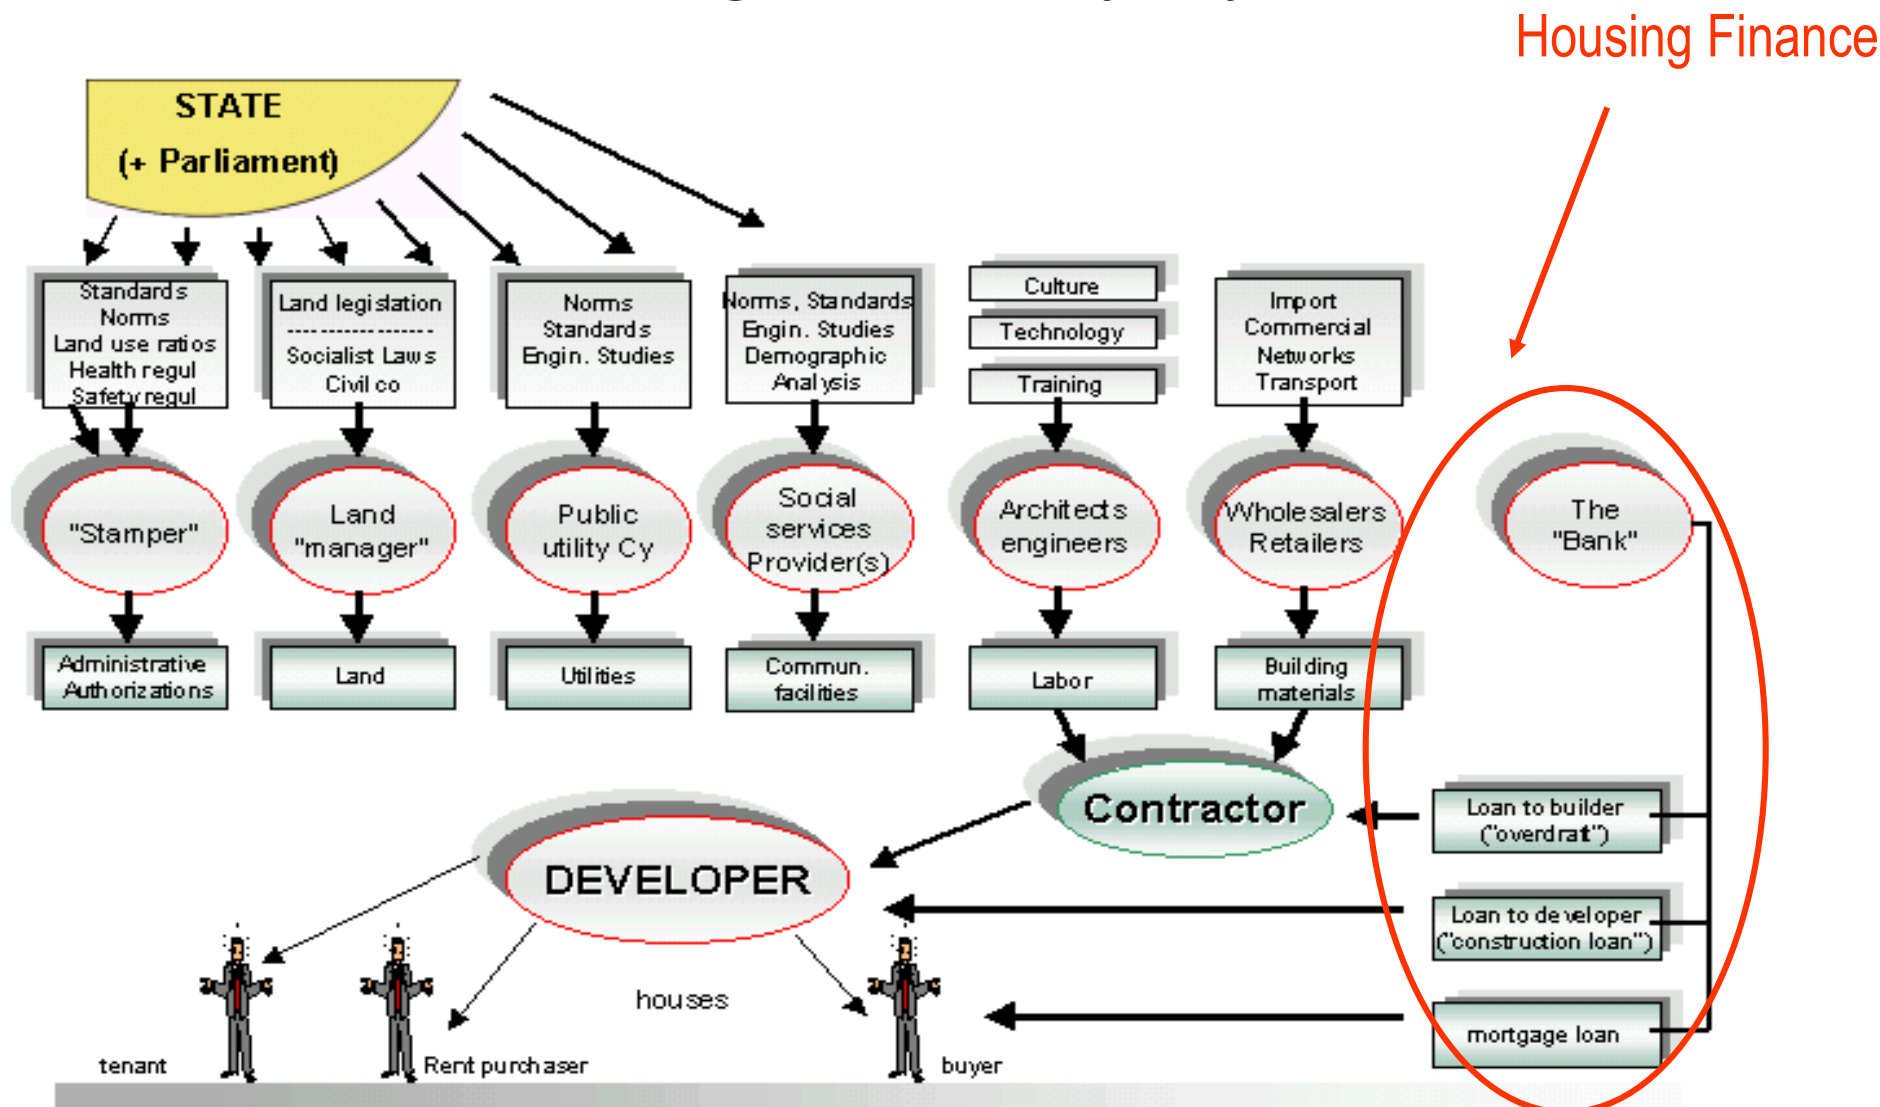 Housing Finance
STATE
(+ Parliament)
Standards
Norms
Land use ratios
Health regul
Safety regul
Land legislation
----------------
Socialist Laws
Civil co
Norms
Standards
Engin. Studies
Norms, Standards
Engin. Studies
Demographic
Analysis
Culture
Technology
Training
Import
Commercial
Networks
Transport
"Stamper"
Land
"manager"
Public
utility Cy
Social
services
Provider(s)
Architects
engineers
Wholesalers
Retailers
The
"Bank"
Administrative
Authorizations
Land
Utilities
Commun.
facilities
Labor
Building
materials
Contractor
Loan to builder
("overdrat")
DEVELOPER
Loan to developer
("construction loan")
houses
mortgage loan
tenant
Rent purchaser
buyer